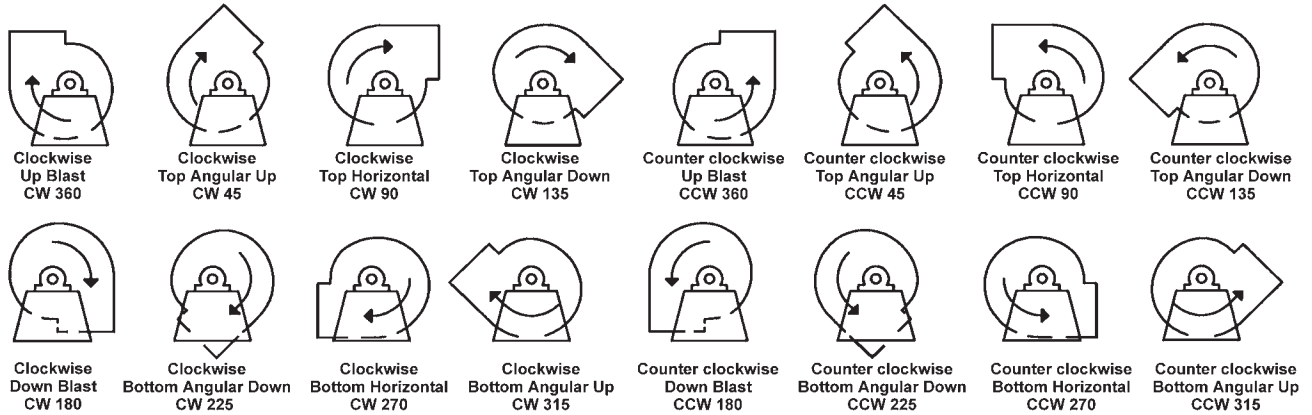 Clockwise
Up Blast
CW 360
Clockwise
Top Angular Up
CW 45
Clockwise
Top Horizontal
CW 90
Clockwise
Top Angular Down
CW 135
Counter clockwise
Up Blast
CCW 360
Counter clockwise
Top Angular Up
CCW 45
Counter clockwise
Top Horizontal
CCW 90
Counter clockwise
Top Angular Down
CCW 135
Clockwise
Down Blast
CW 180
Clockwise
Bottom Angular Down
CW 225
Clockwise
Bottom Horizontal
CW 270
Clockwise
Bottom Angular Up
CW 315
Counter clockwise
Down Blast
CCW 180
Counter clockwise
Bottom Angular Down
CCW 225
Counter clockwise
Bottom Horizontal
CCW 270
Counter clockwise
Bottom Angular Up
CCW 315